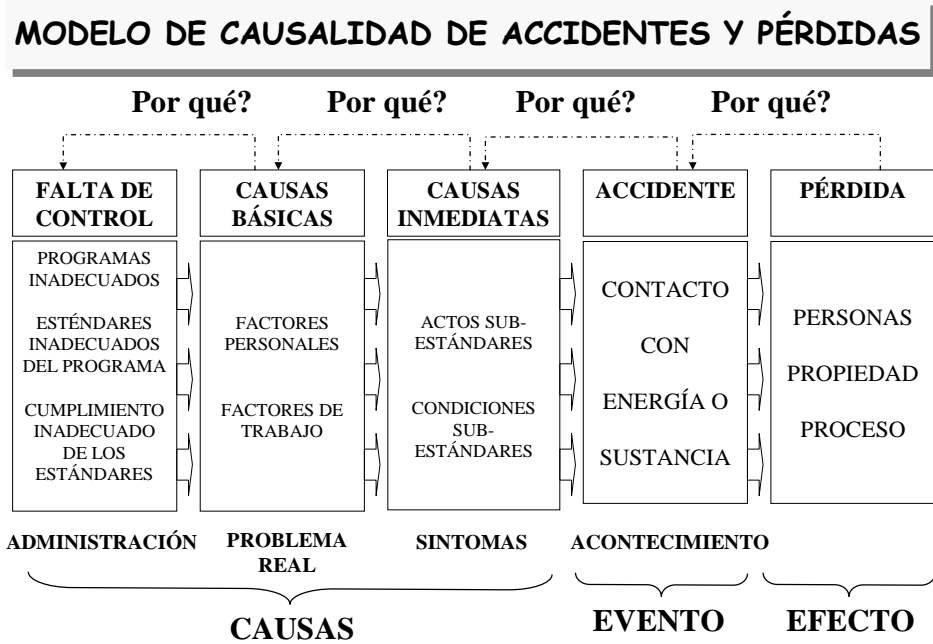 MODELO DE CAUSALIDAD DE ACCIDENTES Y PÉRDIDAS
Por qué?
Por qué?
Por qué?
Por qué?
FALTA DE
CONTROL
CAUSAS
BÁSICAS
CAUSAS
INMEDIATAS
ACCIDENTE
PÉRDIDA
PROGRAMAS
INADECUADOS
ESTÉNDARES
INADECUADOS
DEL PROGRAMA
CUMPLIMIENTO
INADECUADO
DE LOS
ESTÁNDARES
FACTORES
PERSONALES
FACTORES DE
TRABAJO
ACTOS SUB-
ESTÁNDARES
CONDICIONES
SUB-
ESTÁNDARES
CONTACTO
CON
ENERGÍA O
SUSTANCIA
PERSONAS
PROPIEDAD
PROCESO
ADMINISTRACIÓN
PROBLEMA
REAL
SINTOMAS
ACONTECIMIENTO
CAUSAS
EVENTO
EFECTO